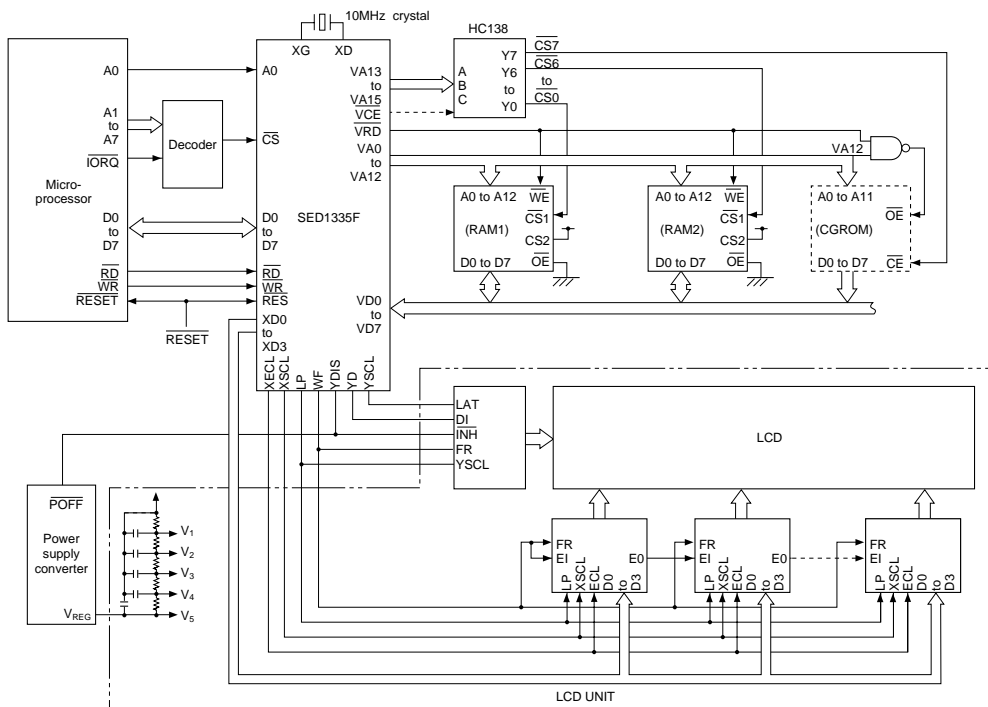 10MHz crystal
XG XD
HC138
A0
A1
to
A7
IORQ
Micro-
processor
D0
to
D7
RD
WR
RESET
Decoder
RESET
A0
CS
SED1335F
D0
to
D7
RD
WR
RES
XD0
to
XD3
VA13
to
VA15
VCE
VRD
VA0
to
VA12
VD0
to
VD7
XECL
XSCL
LP
WF
YDIS
YD
YSCL
A
B
C
Y7
Y6
to
Y0
CS7
CS6
to
CS0
VA12
A0 to A12 WE
CS1
(RAM1)
CS2
D0 to D7 OE
A0 to A12 WE
CS1
(RAM2)
CS2
D0 to D7 OE
A0 to A11
OE
(CGROM)
D0 to D7 CE
LAT
DI
INH
FR
YSCL
LCD
POFF
Power
supply
converter
VREG
V1
V2
V3
V4
V5
FR
EI
E0
LP
XSCL
ECL
D0
to
D3
FR
EI
E0
LP
XSCL
ECL
D0
to
D3
FR
EI
LP
XSCL
ECL
D0
to
D3
LCD UNIT